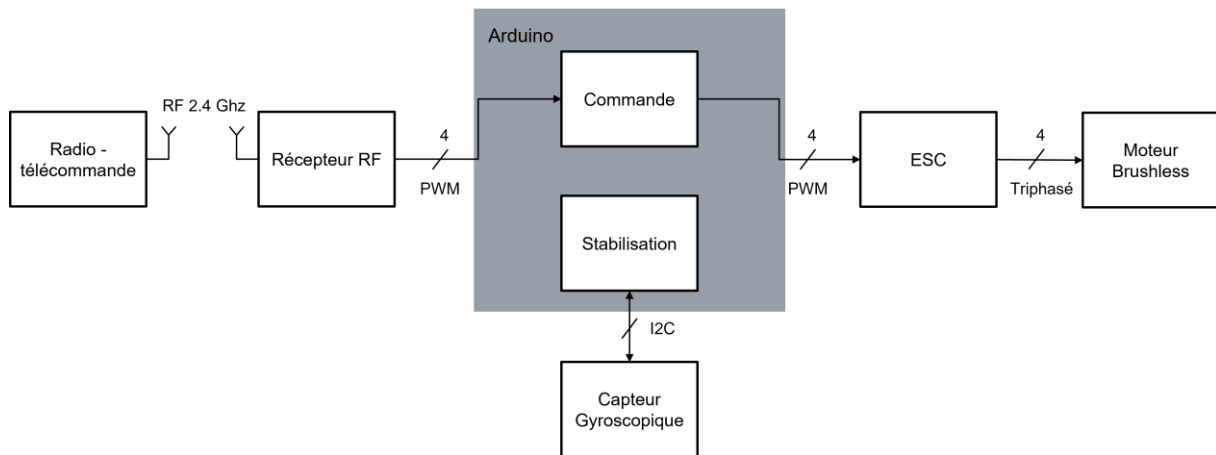 Arduino
RF 2.4 Ghz
Radio -
télécommande
Récepteur RF
4
PWM
Commande
4
PWM
ESC
4
Triphasé
Moteur
Brushless
Stabilisation
I2C
Capteur
Gyroscopique